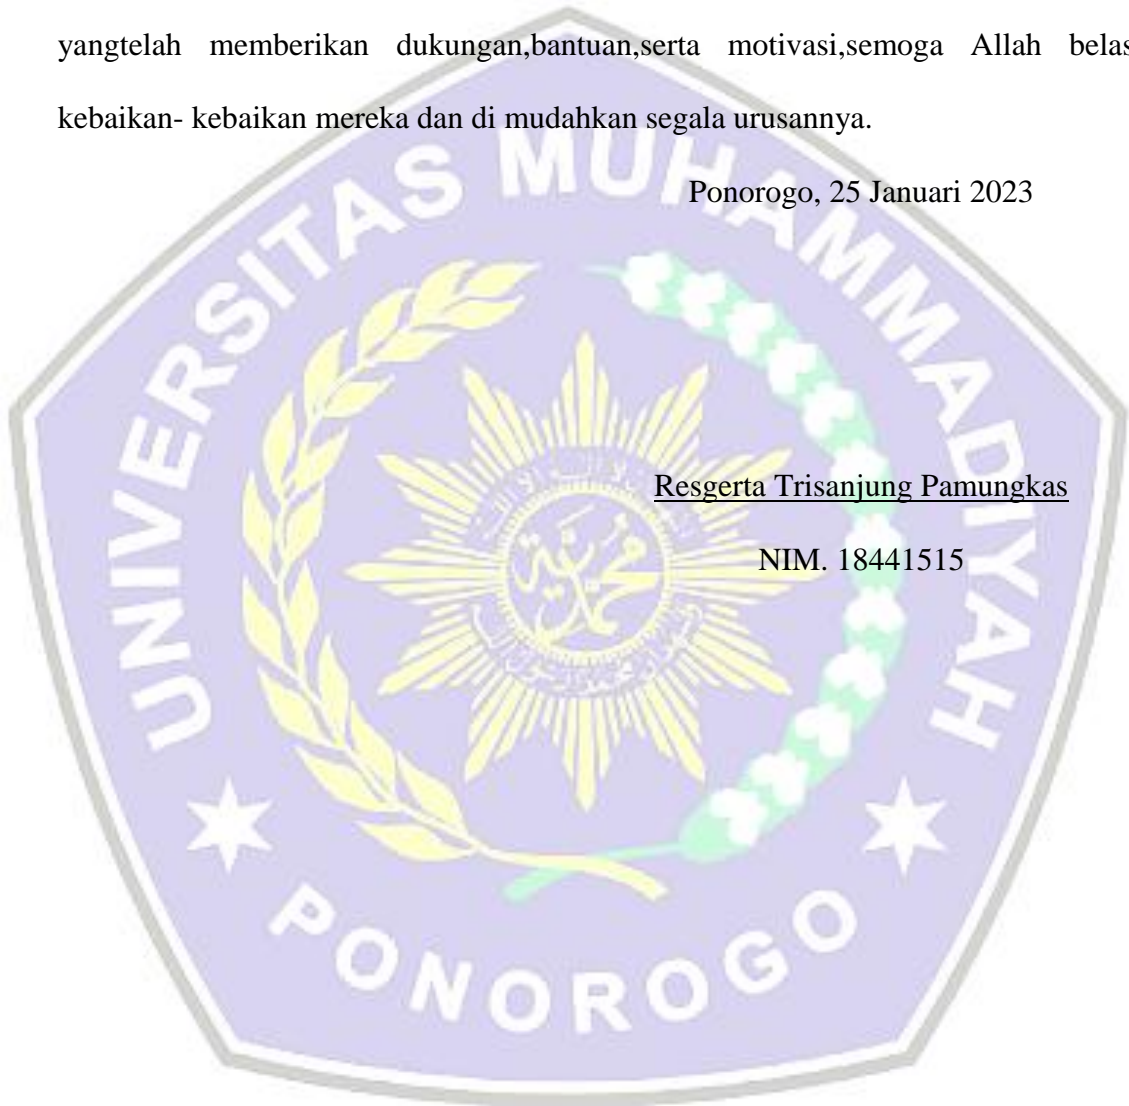 yangtelah memberikan dukungan,bantuan,serta motivasi,semoga Allah belas
kebaikan- kebaikan mereka dan di mudahkan segala urusannya.
Ponorogo, 25 Januari 2023
Resgerta Trisanjung Pamungkas
NIM. 18441515
UNIVERSITAS MUHAMMADIYAH
PONOROGO